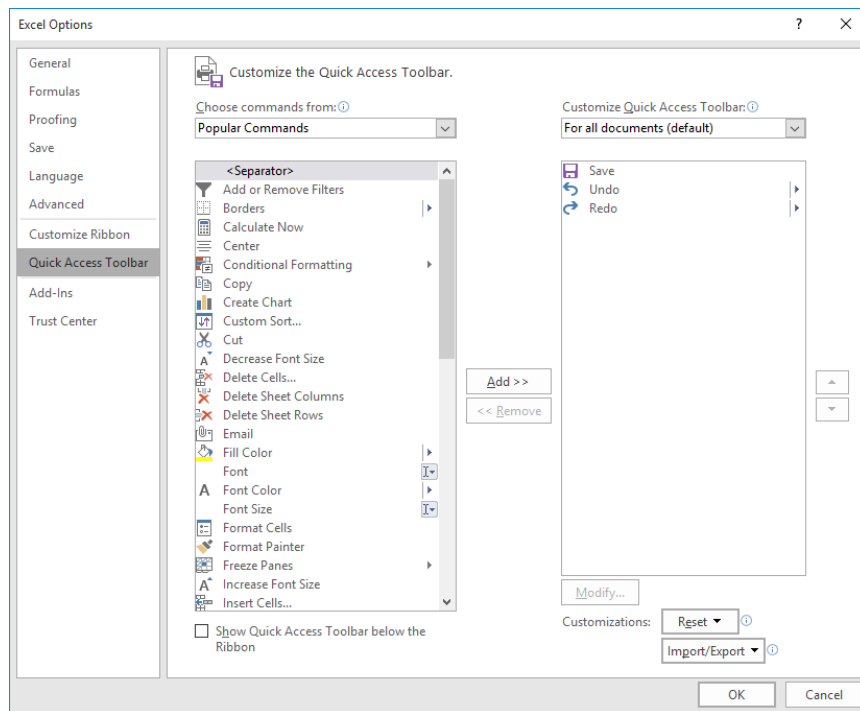 Excel Options
?
General
Formulas
Proofing
Save
Language
Advanced
Customize Ribbon
Quick Access Toolbar
Add-Ins
Trust Center
Customize the Quick Access Toolbar.
Choose commands from:
Popular Commands
<Separator>
Add or Remove Filters
Borders
Calculate Now
Center
Conditional Formatting
Copy
Create Chart
Custom Sort...
Cut
Decrease Font Size
Delete Cells...
Delete Sheet Columns
Delete Sheet Rows
Email
Fill Color
Font
Font Color
Font Size
Format Cells
Format Painter
Freeze Panes
Increase Font Size
Insert Cells...
Show Quick Access Toolbar below the
Ribbon
Add >>
<< Remove
Customize Quick Access Toolbar:
For all documents (default)
Save
Undo
Redo
Modify...
Customizations:
Reset
Import/Export
OK
Cancel